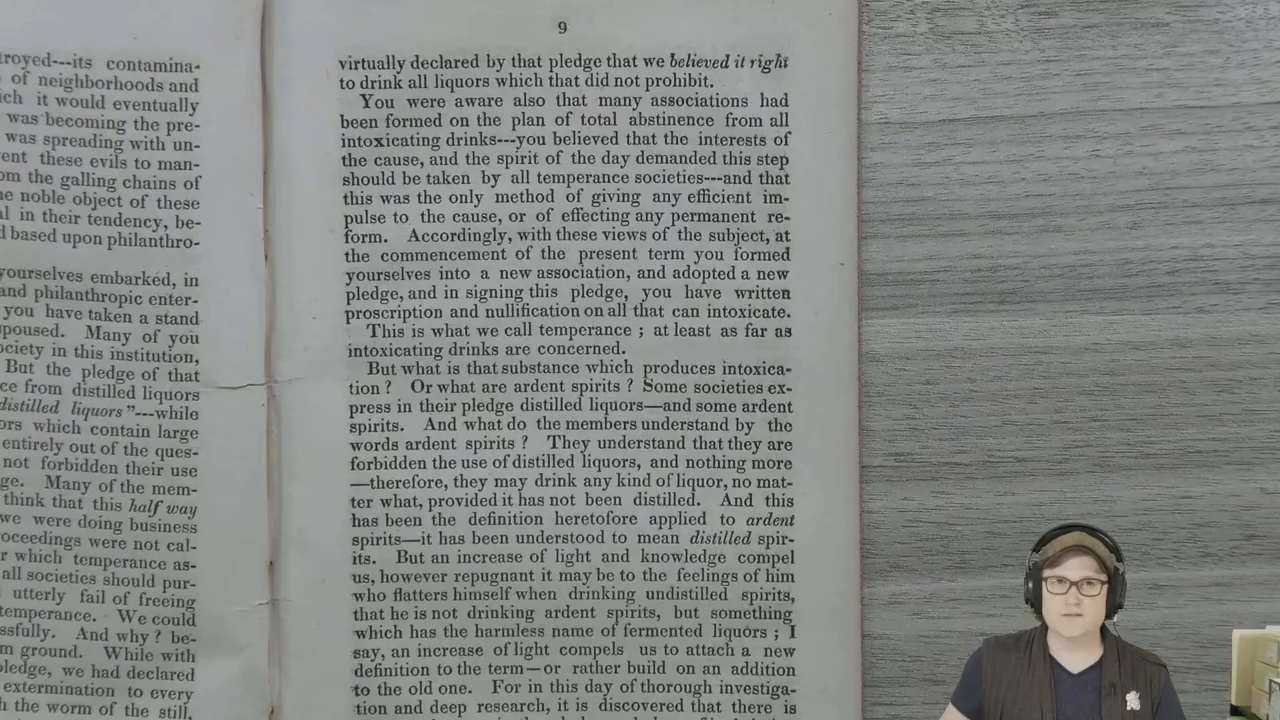 troyed---its contamina-
of neighborhoods and
ich it would eventually
was becoming the pre-
was spreading with un-
ent these evils to man-
om the galling chains of
e noble object of these
al in their tendency, be-
d based upon philanthro-
yourselves embarked, in
and philanthropic enter-
you have taken a stand
spoused. Many of you
ociety in this institution,
But the pledge of that
ce from distilled liquors
distilled liquors"---while
ors which contain large
entirely out of the ques-
not forbidden their use
ge. Many of the mem-
think that this half way
we were doing business
oceedings were not cal-
r which temperance as-
all societies should pur-
utterly fail of freeing
temperance. We could
ssfully. And why? be-
m ground. While with
pledge, we had declared
extermination to every
h the worm of the still,
9
virtually declared by that pledge that we believed it right
to drink all liquors which that did not prohibit.
You were aware also that many associations had
been formed on the plan of total abstinence from all
intoxicating drinks---you believed that the interests of
the cause, and the spirit of the day demanded this step
should be taken by all temperance societies---and that
this was the only method of giving any efficient im-
pulse to the cause, or of effecting any permanent re-
form. Accordingly, with these views of the subject, at
the commencement of the present term you formed
yourselves into a new association, and adopted a new
pledge, and in signing this pledge, you have written
proscription and nullification on all that can intoxicate.
This is what we call temperance ; at least as far as
intoxicating drinks are concerned.
But what is that substance which produces intoxica-
tion ? Or what are ardent spirits ? Some societies ex-
press in their pledge distilled liquors—and some ardent
spirits. And what do the members understand by the
words ardent spirits ? They understand that they are
forbidden the use of distilled liquors, and nothing more
—therefore, they may drink any kind of liquor, no mat-
ter what, provided it has not been distilled. And this
has been the definition heretofore applied to ardent
spirits—it has been understood to mean distilled spir-
its. But an increase of light and knowledge compel
us, however repugnant it may be to the feelings of him
who flatters himself when drinking undistilled spirits,
that he is not drinking ardent spirits, but something
which has the harmless name of fermented liquors ; I
say, an increase of light compels us to attach a new
definition to the term—or rather build on an addition
to the old one. For in this day of thorough investiga-
tion and deep research, it is discovered that there is